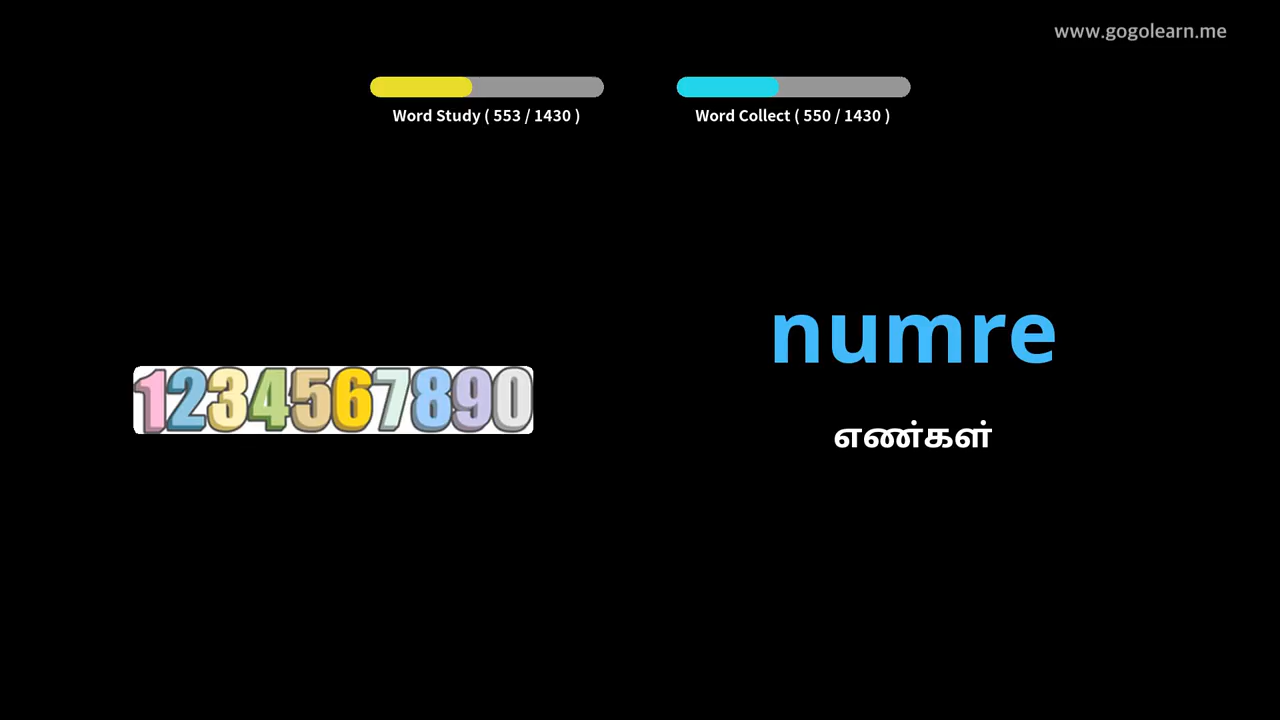 www.gogolearn.me
Word Study ( 553 / 1430 )
Word Collect ( 550 / 1430 )
numre
1234567890
எண்கள்